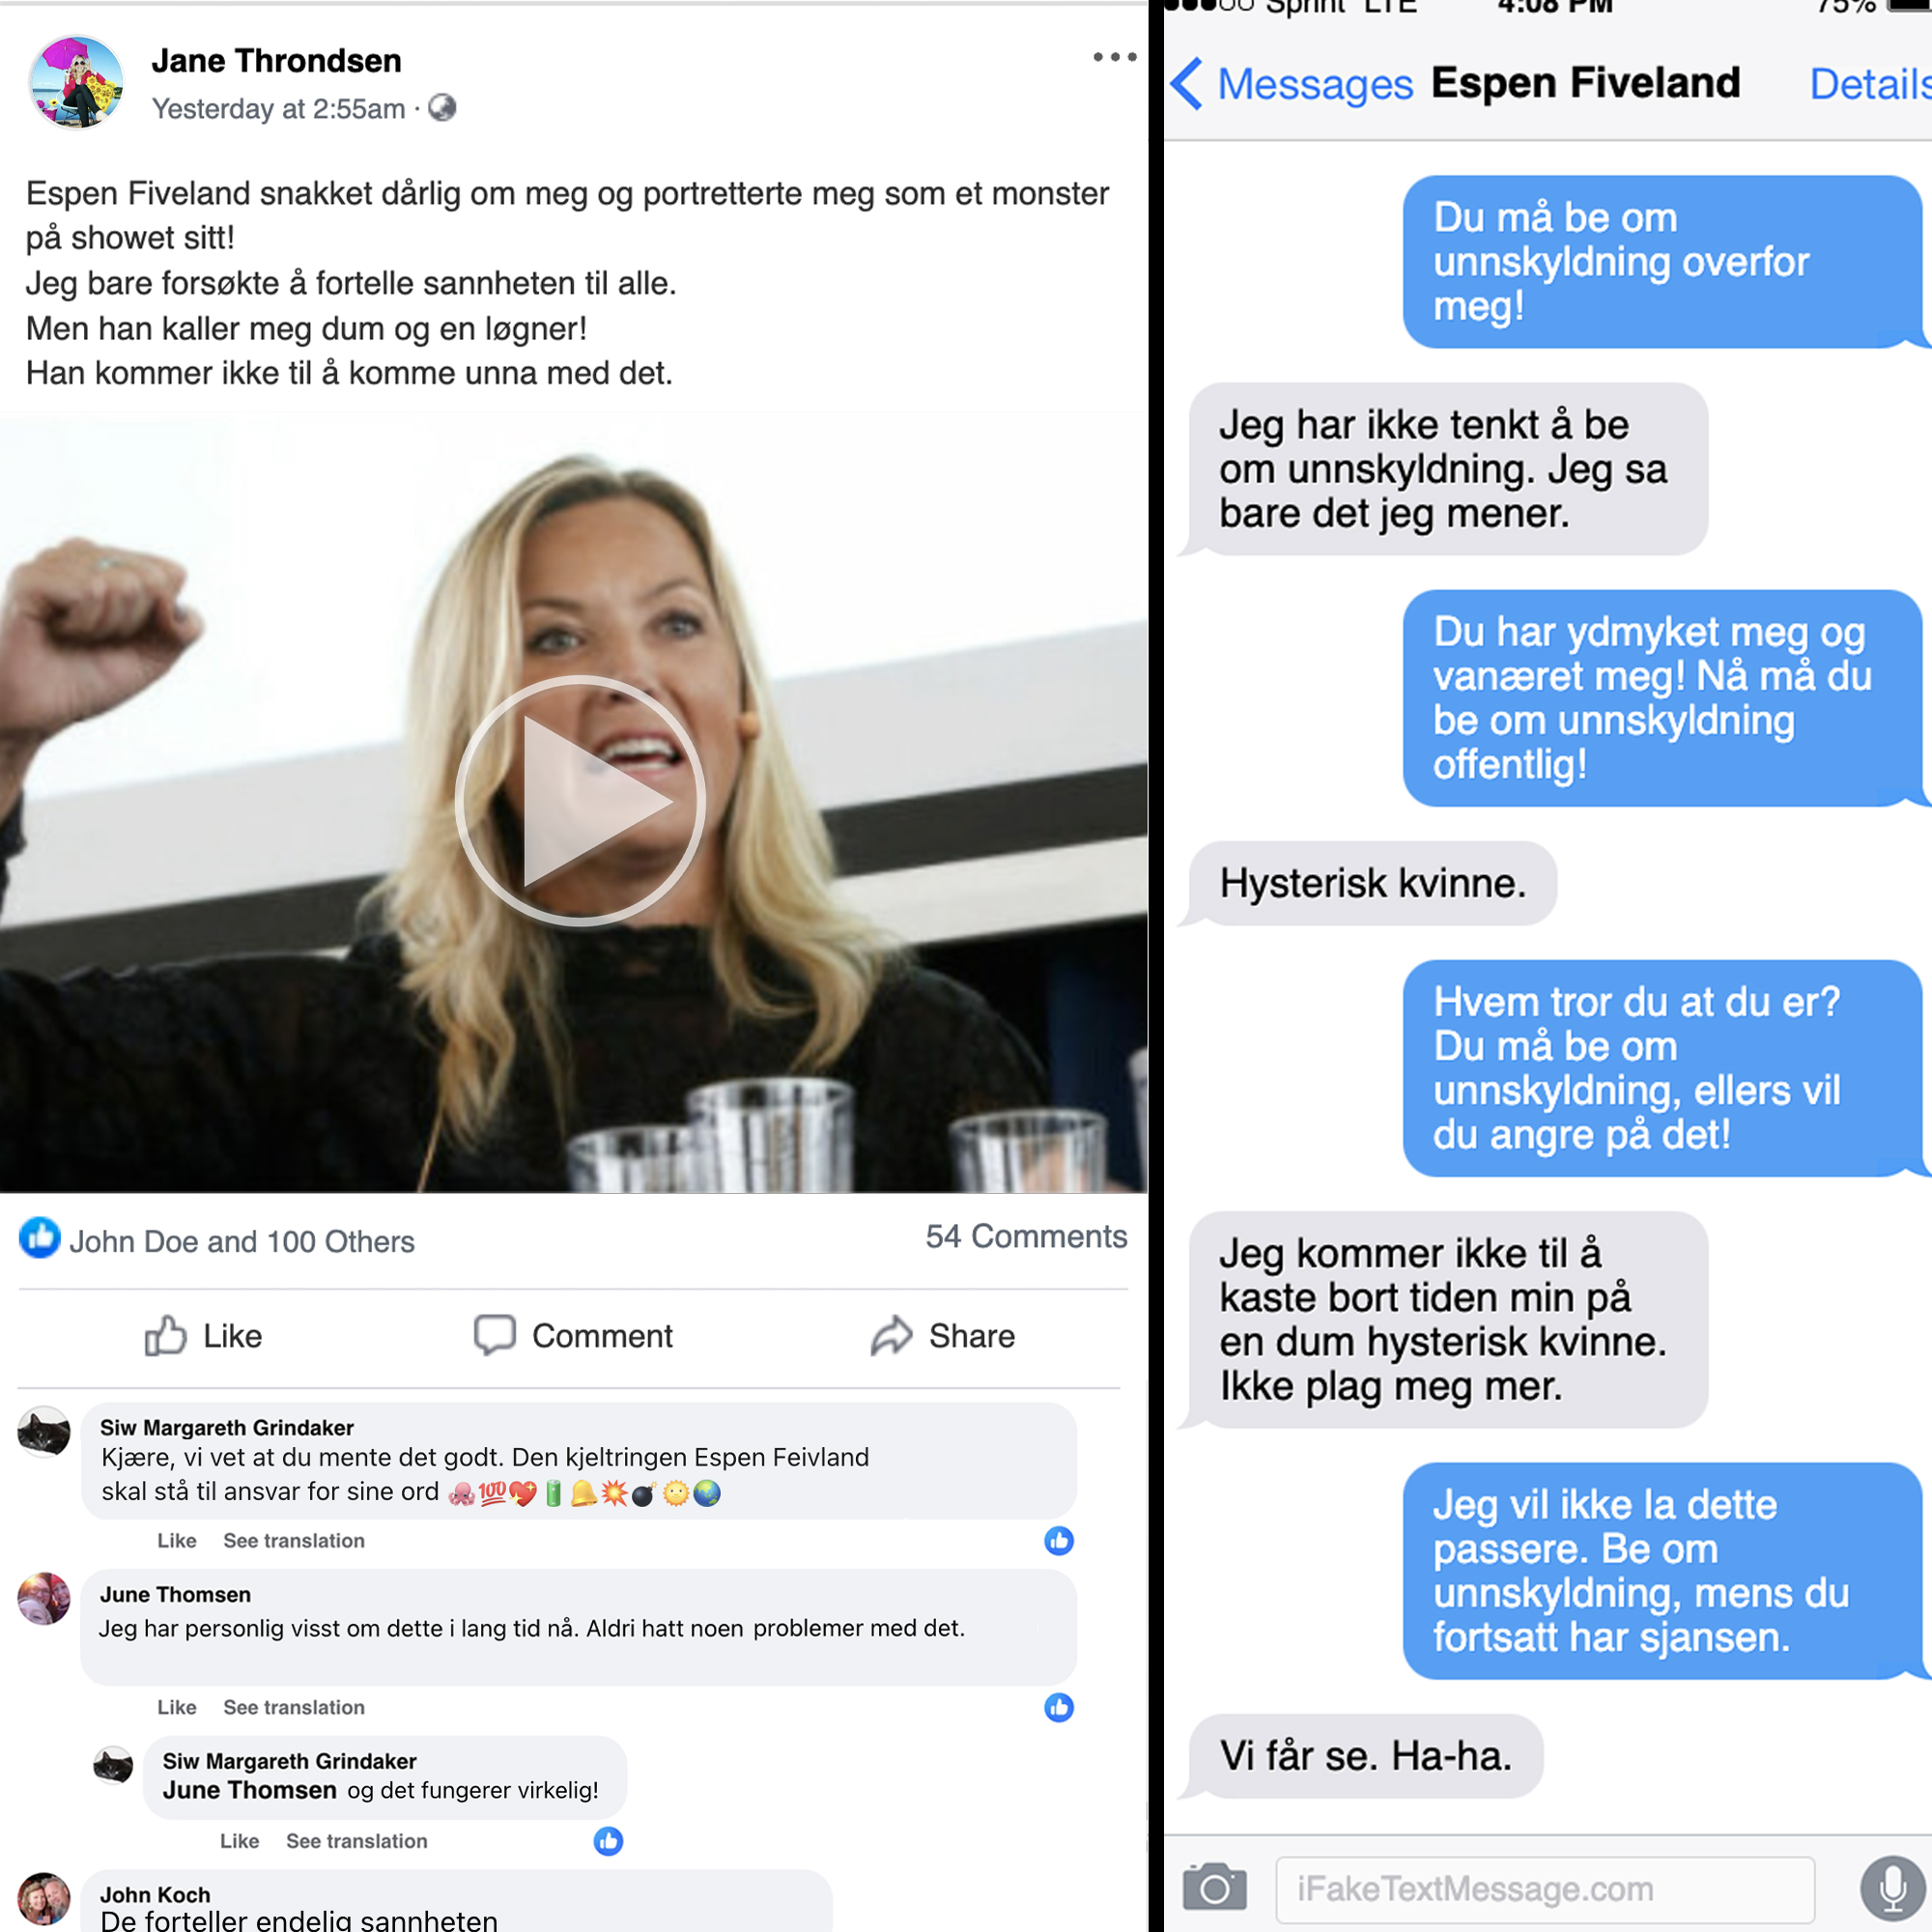 Jane Throndsen
Yesterday at 2:55am ·
Espen Fiveland snakket dårlig om meg og portretterte meg som et monster
på showet sitt!
Jeg bare forsøkte å fortelle sannheten til alle.
Men han kaller meg dum og en løgner!
Han kommer ikke til å komme unna med det.
John Doe and 100 Others
54 Comments
Like
Comment
Share
Siw Margareth Grindaker
Kjære, vi vet at du mente det godt. Den kjeltringen Espen Feivland
skal stå til ansvar for sine ord 🐙💯💖🔋🔔💥💣🌞🌏
Like See translation
June Thomsen
Jeg har personlig visst om dette i lang tid nå. Aldri hatt noen problemer med det.
Like See translation
Siw Margareth Grindaker
June Thomsen og det fungerer virkelig!
Like See translation
John Koch
De forteller endelig sannheten
Sprint LTE 4:08 PM 75%
Messages Espen Fiveland Details
Du må be om
unnskyldning overfor
meg!
Jeg har ikke tenkt å be
om unnskyldning. Jeg sa
bare det jeg mener.
Du har ydmyket meg og
vanæret meg! Nå må du
be om unnskyldning
offentlig!
Hysterisk kvinne.
Hvem tror du at du er?
Du må be om
unnskyldning, ellers vil
du angre på det!
Jeg kommer ikke til å
kaste bort tiden min på
en dum hysterisk kvinne.
Ikke plag meg mer.
Jeg vil ikke la dette
passere. Be om
unnskyldning, mens du
fortsatt har sjansen.
Vi får se. Ha-ha.
iFakeTextMessage.com